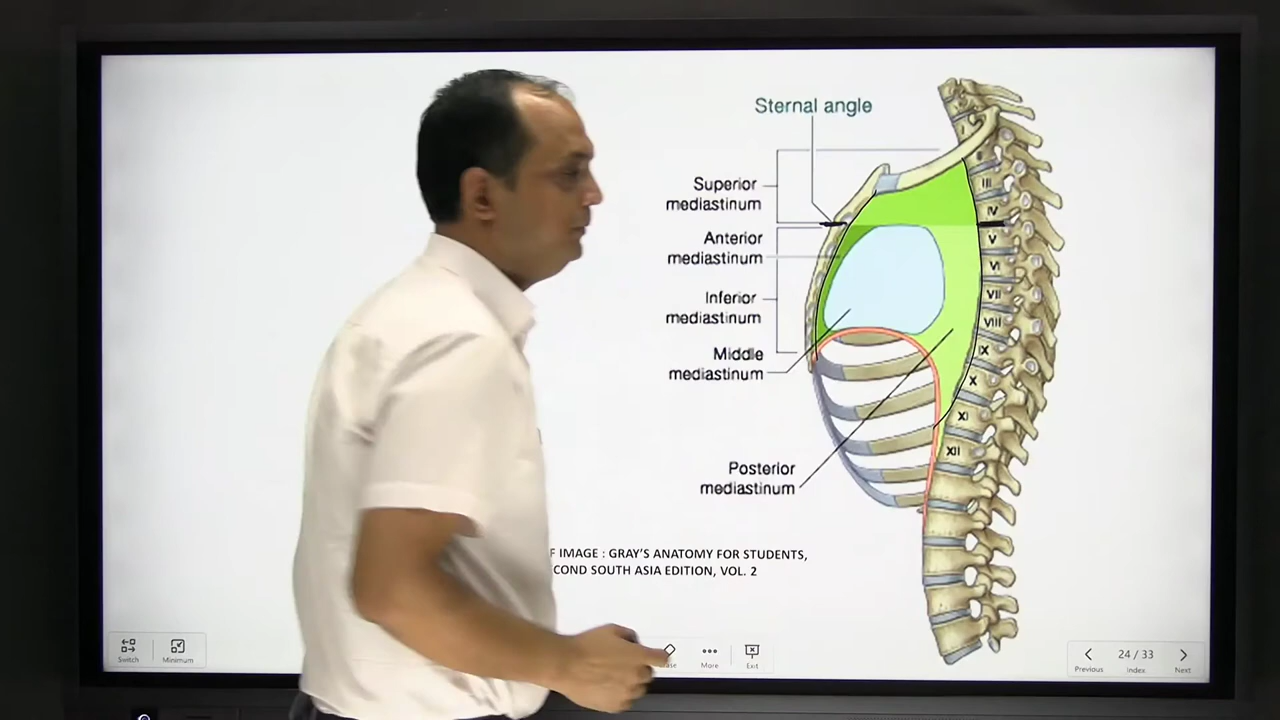 Sternal angle
Superior
mediastinum
Anterior
mediastinum
Inferior
mediastinum
Middle
mediastinum
Posterior
mediastinum
I
II
III
IV
V
VI
VII
VIII
IX
X
XI
XII
F IMAGE : GRAY'S ANATOMY FOR STUDENTS,
COND SOUTH ASIA EDITION, VOL. 2
Switch
Minimum
More
Exit
Previous
24 / 33
Index
Next